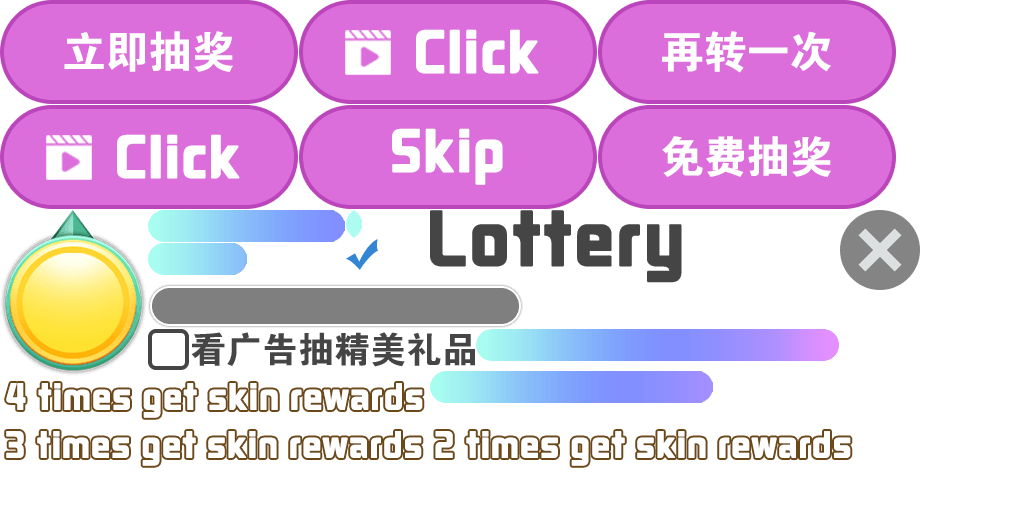 立即抽奖 Click 再转一次
Click Skip 免费抽奖
Lottery
看广告抽精美礼品
4 times get skin rewards
3 times get skin rewards 2 times get skin rewards